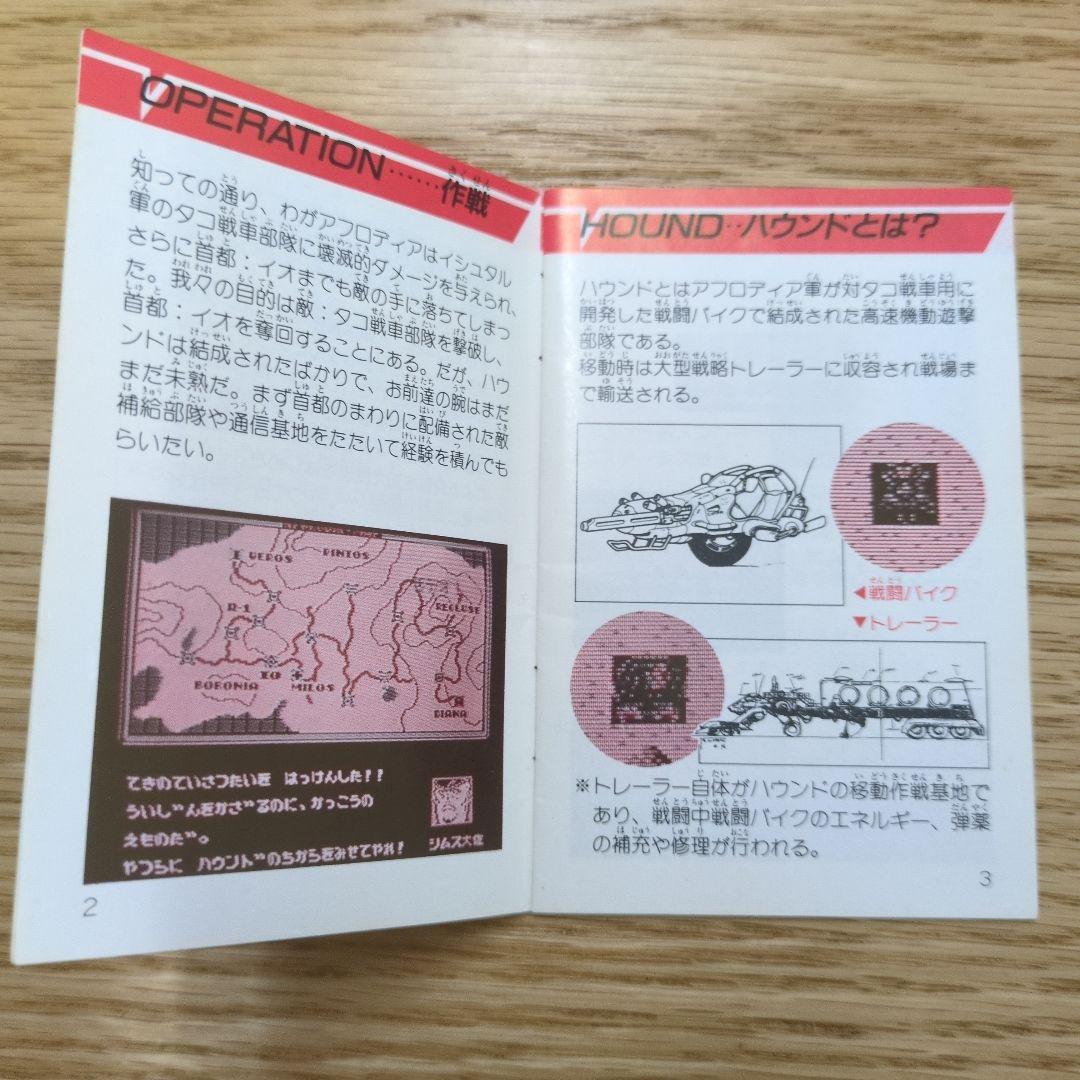 OPERATION……作戦
知っての通り、わがアフロディアはイシュタル
軍のタコ戦車部隊に壊滅的ダメージを与えられ、
さらに首都：イオまでも敵の手に落ちてしまっ
た。我々の目的は敵：タコ戦車部隊を撃破し、
首都：イオを奪回することにある。だが、ハウ
ンドは結成されたばかりで、お前達の腕はまだ
まだ未熟だ。まず首都のまわりに配備された敵
補給部隊や通信基地をたたいて経験を積んでも
らいたい。
VEROS
PINIOS
R-1
RECLUSE
IO
BORONIA
MILOS
DIANA
てきのていさつたいを はっけんした!!
ういじんをかざるのに、かっこうの
えものだ。
やつらに ハウンドのちからをみせてやれ!
シムス大佐
2
HOUND‥ハウンドとは？
ハウンドとはアフロディア軍が対タコ戦車用に
開発した戦闘バイクで結成された高速機動遊撃
部隊である。
移動時は大型戦略トレーラーに収容され戦場ま
で輸送される。
◀戦闘バイク
▼トレーラー
※トレーラー自体がハウンドの移動作戦基地で
あり、戦闘中戦闘バイクのエネルギー、弾薬
の補充や修理が行われる。
3